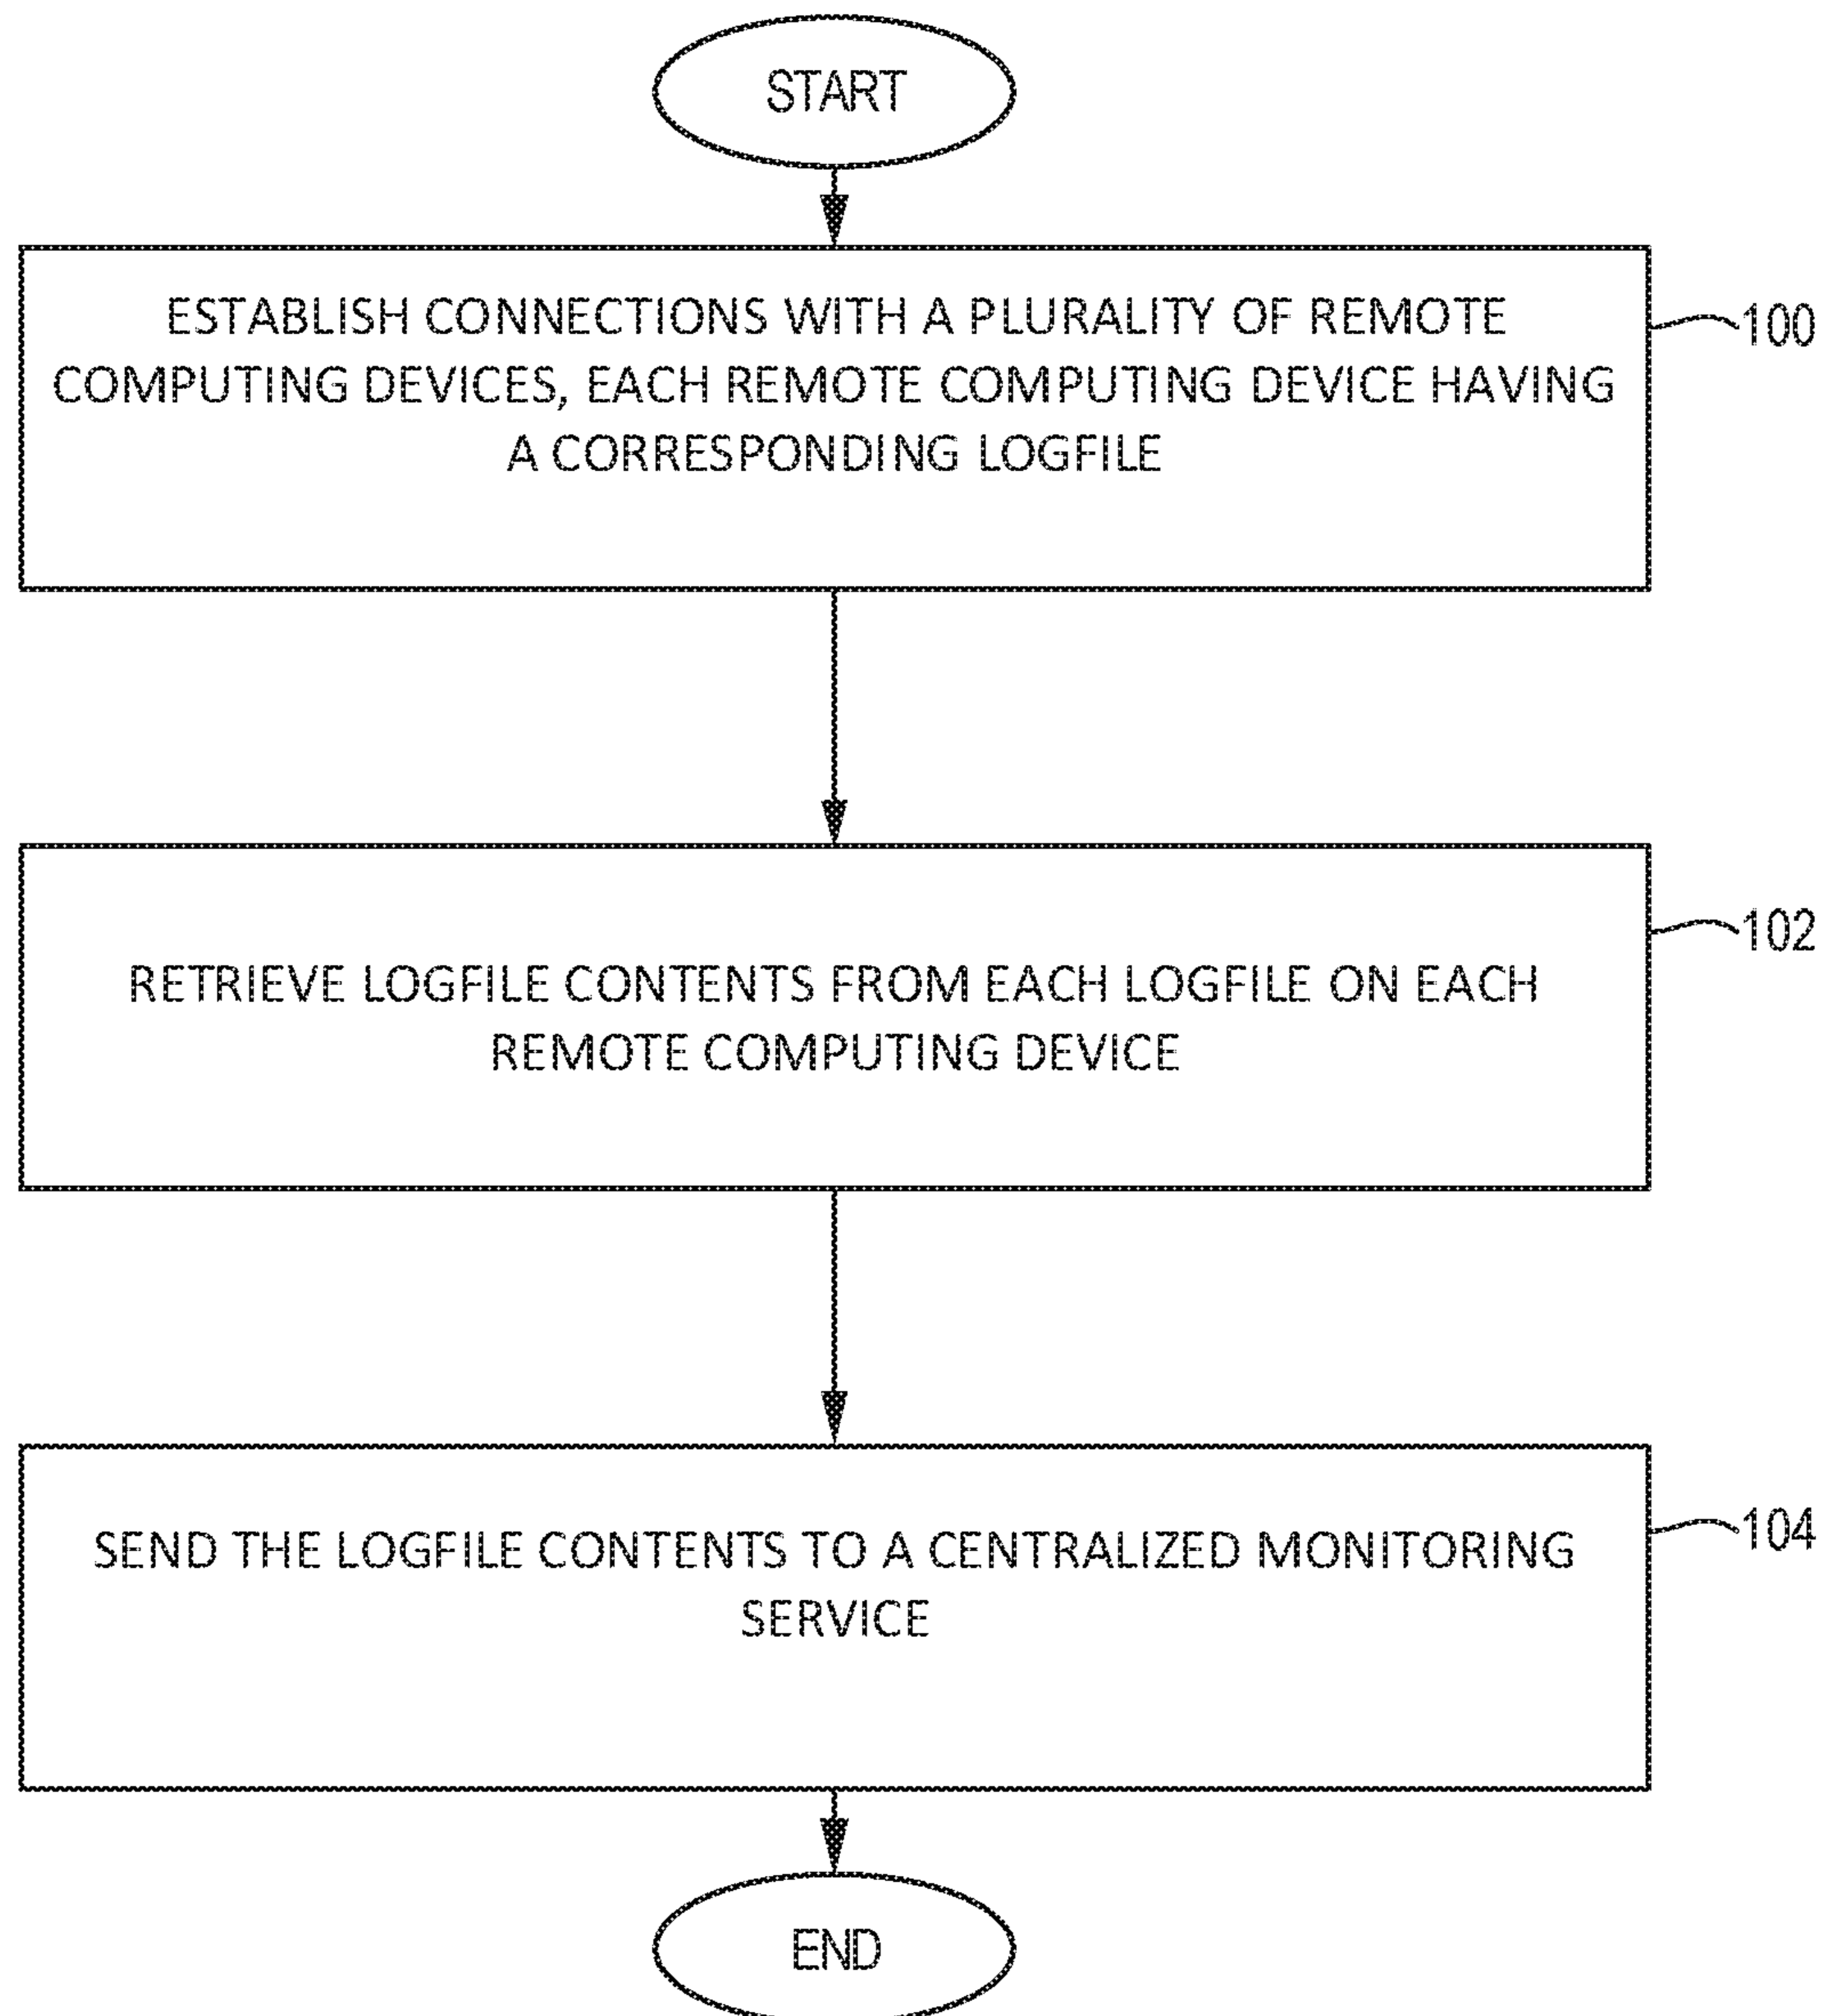 START
ESTABLISH CONNECTIONS WITH A PLURALITY OF REMOTE
COMPUTING DEVICES, EACH REMOTE COMPUTING DEVICE HAVING
A CORRESPONDING LOGFILE
100
RETRIEVE LOGFILE CONTENTS FROM EACH LOGFILE ON EACH
REMOTE COMPUTING DEVICE
102
SEND THE LOGFILE CONTENTS TO A CENTRALIZED MONITORING
SERVICE
104
END